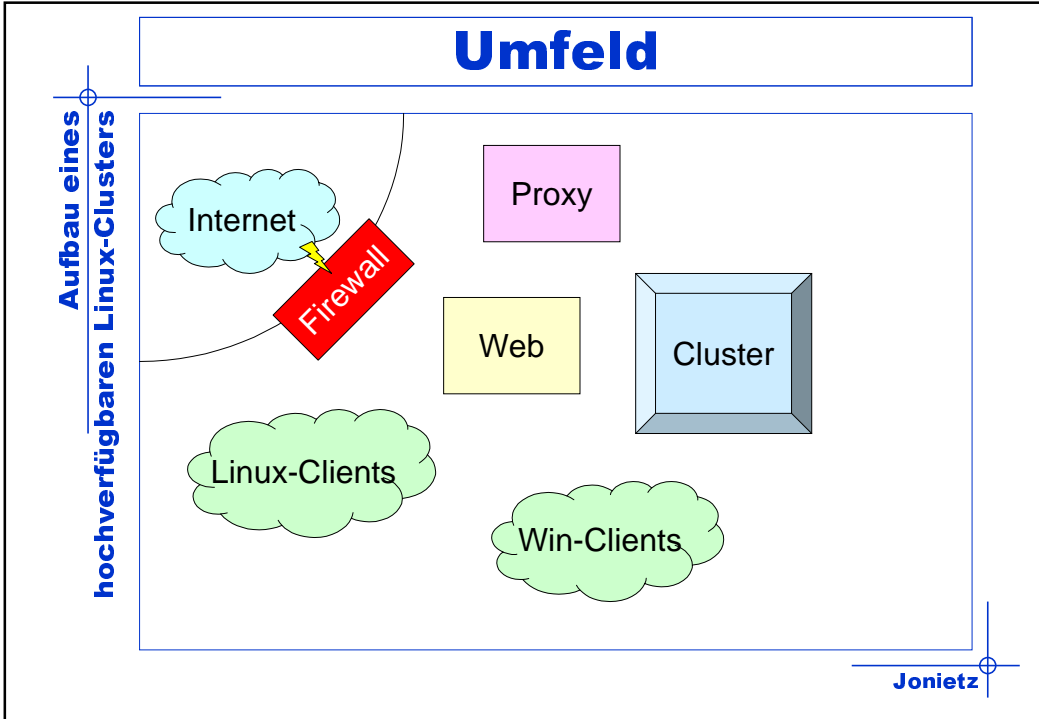 Umfeld
Aufbau eines
hochverfügbaren Linux-Clusters
Internet
Firewall
Proxy
Web
Cluster
Linux-Clients
Win-Clients
Jonietz